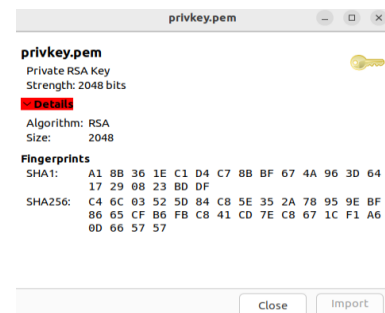 privkey.pem
privkey.pem
Private RSA Key
Strength: 2048 bits
Details
Algorithm: RSA
Size: 2048
Fingerprints
SHA1: A1 8B 36 1E C1 D4 C7 8B BF 67 4A 96 3D 64
17 29 08 23 BD DF
SHA256: C4 6C 03 52 5D 84 C8 5E 35 2A 78 95 9E BF
86 65 CF B6 FB C8 41 CD 7E C8 67 1C F1 A6
0D 66 57 57
Close Import